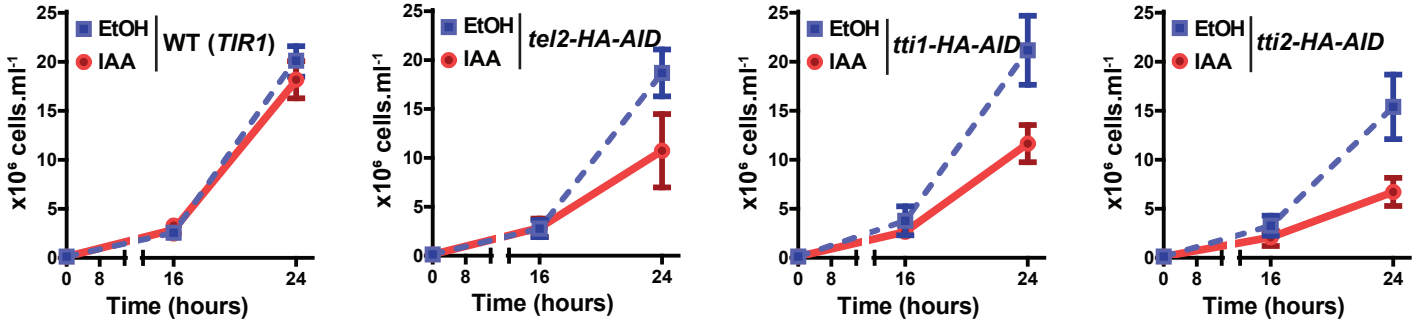 25
20
15
10
5
0
x10⁶ cells.ml⁻¹
EtOH
IAA
WT (TIR1)
0 8 16 24
Time (hours)
25
20
15
10
5
0
x10⁶ cells.ml⁻¹
EtOH
IAA
tel2-HA-AID
0 8 16 24
Time (hours)
25
20
15
10
5
0
x10⁶ cells.ml⁻¹
EtOH
IAA
tti1-HA-AID
0 8 16 24
Time (hours)
25
20
15
10
5
0
x10⁶ cells.ml⁻¹
EtOH
IAA
tti2-HA-AID
0 8 16 24
Time (hours)